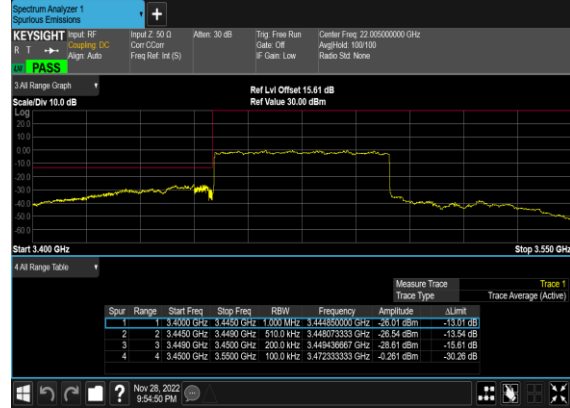 Spectrum Analyzer 1
Spurious Emissions
KEYSIGHT Input: RF Input Z: 50 Ω Atten: 30 dB Trig: Free Run Center Freq: 22.005000000 GHz
R T Coupling: DC Corr CCorr Gate: Off Avg|Hold: 100/100
Align: Auto Freq Ref: Int (S) IF Gain: Low Radio Std: None
PASS
3 All Range Graph
Ref Lvl Offset 15.61 dB
Scale/Div 10.0 dB Ref Value 30.00 dBm
Log
20.0
10.0
0.00
-10.0
-20.0
-30.0
-40.0
-50.0
-60.0
Start 3.400 GHz Stop 3.550 GHz
4 All Range Table
Measure Trace Trace 1
Trace Type Trace Average (Active)
Spur Range Start Freq Stop Freq RBW Frequency Amplitude ΔLimit
1 1 3.4000 GHz 3.4450 GHz 1.000 MHz 3.444850000 GHz -26.01 dBm -13.01 dB
2 2 3.4450 GHz 3.4490 GHz 510.0 kHz 3.448073333 GHz -26.54 dBm -13.54 dB
3 3 3.4490 GHz 3.4500 GHz 200.0 kHz 3.449436667 GHz -28.61 dBm -15.61 dB
4 4 3.4500 GHz 3.5500 GHz 100.0 kHz 3.472333333 GHz -0.261 dBm -30.26 dB
Nov 28, 2022
9:54:50 PM